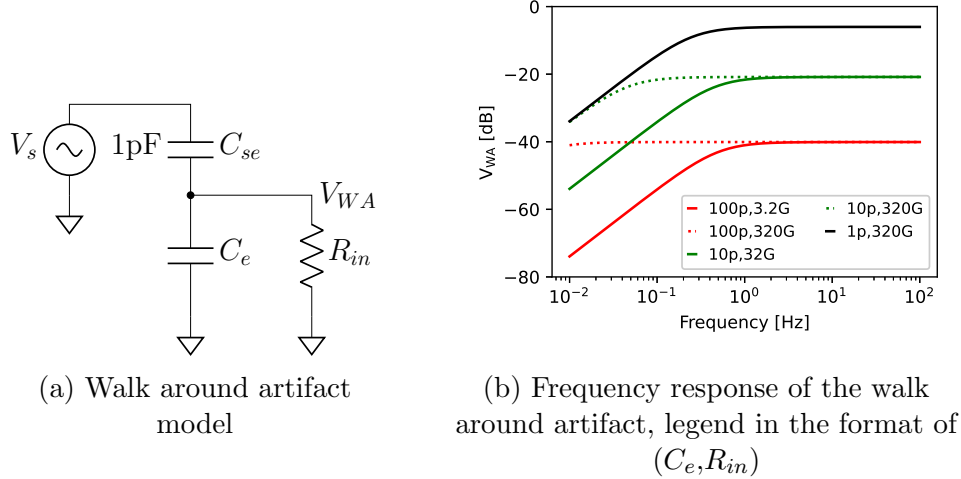 V_s
1pF
C_se
V_WA
C_e
R_in
(a) Walk around artifact
model
V_WA [dB]
0
−20
−40
−60
−80
100p,3.2G
100p,320G
10p,32G
10p,320G
1p,320G
10^−2
10^−1
10^0
10^1
10^2
Frequency [Hz]
(b) Frequency response of the walk
around artifact, legend in the format of
(C_e,R_in)